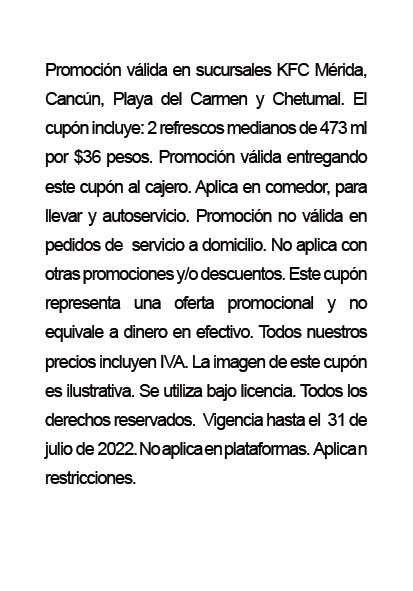 Promoción válida en sucursales KFC Mérida,
Cancún, Playa del Carmen y Chetumal. El
cupón incluye: 2 refrescos medianos de 473 ml
por $36 pesos. Promoción válida entregando
este cupón al cajero. Aplica en comedor, para
llevar y autoservicio. Promoción no válida en
pedidos de servicio a domicilio. No aplica con
otras promociones y/o descuentos. Este cupón
representa una oferta promocional y no
equivale a dinero en efectivo. Todos nuestros
precios incluyen IVA. La imagen de este cupón
es ilustrativa. Se utiliza bajo licencia. Todos los
derechos reservados. Vigencia hasta el 31 de
julio de 2022. No aplica en plataformas. Aplican
restricciones.